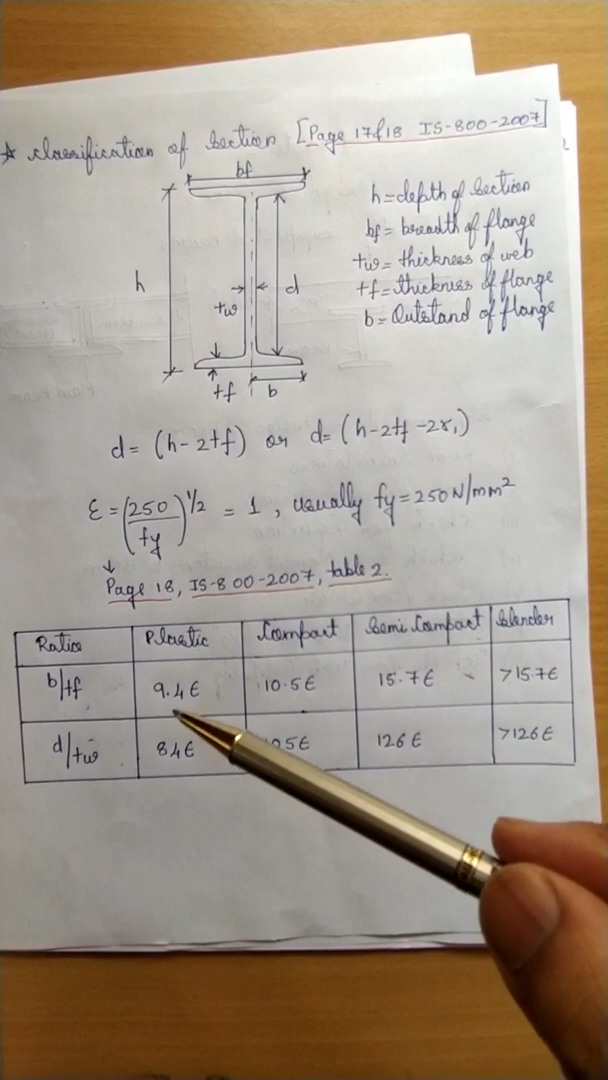 * classification of section [Page 17&18 IS-800-2007]
bf
h
d
tw
tf
b
h=depth of section
bf= breadth of flange
tw= thickness of web
tf= thickness of flange
b= Outstand of flange
d= (h-2tf) or d= (h-2tf-2r₁)
ε=(250/fy)^1/2 = 1, usually fy=250N/mm²
Page 18, IS-800-2007, table 2.
Ratio Plastic Compact Semi Compact Slender
b/tf 9.4ε 10.5ε 15.7ε >15.7ε
d/tw 84ε 05ε 126ε >126ε